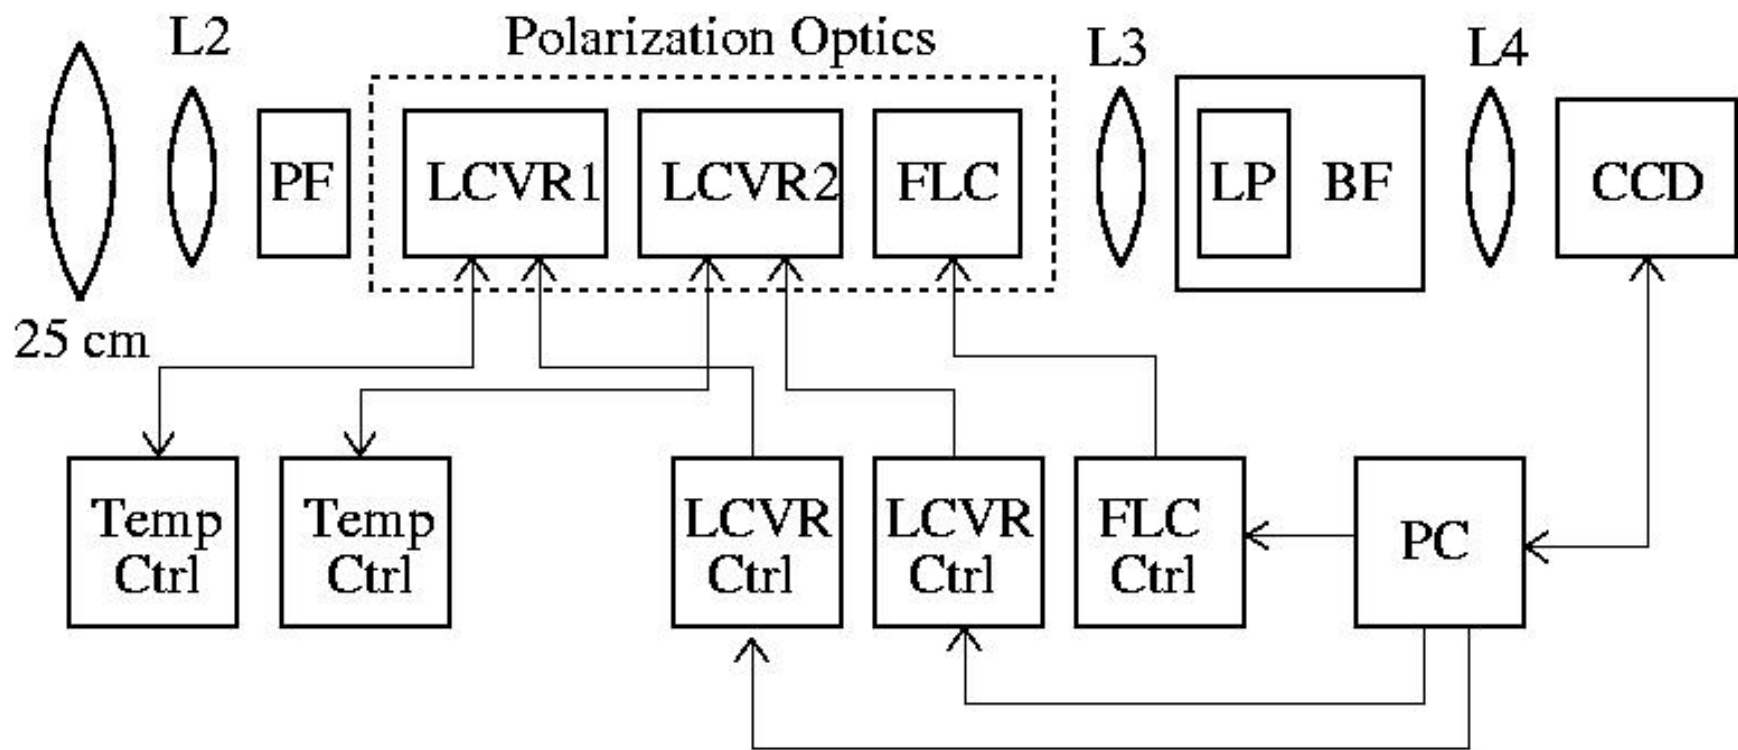 L2
Polarization Optics
L3
L4
PF
LCVR1
LCVR2
FLC
LP
BF
CCD
25 cm
Temp
Ctrl
Temp
Ctrl
LCVR
Ctrl
LCVR
Ctrl
FLC
Ctrl
PC